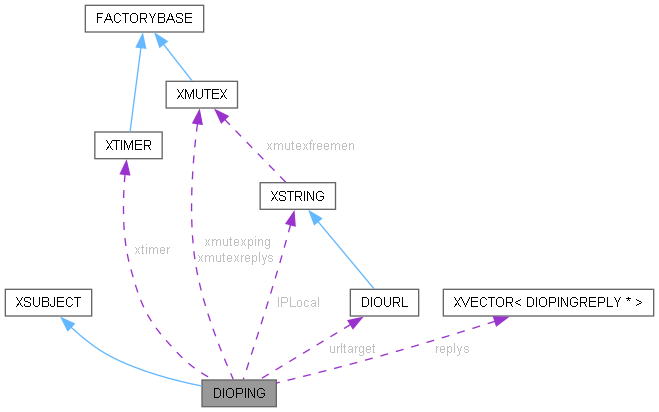 FACTORYBASE
XMUTEX
XTIMER
xmutexfreemen
XSTRING
xtimer
xmutexping
xmutexreplys
IPLocal
XSUBJECT
DIOURL
XVECTOR< DIOPINGREPLY * >
urltarget
replys
DIOPING